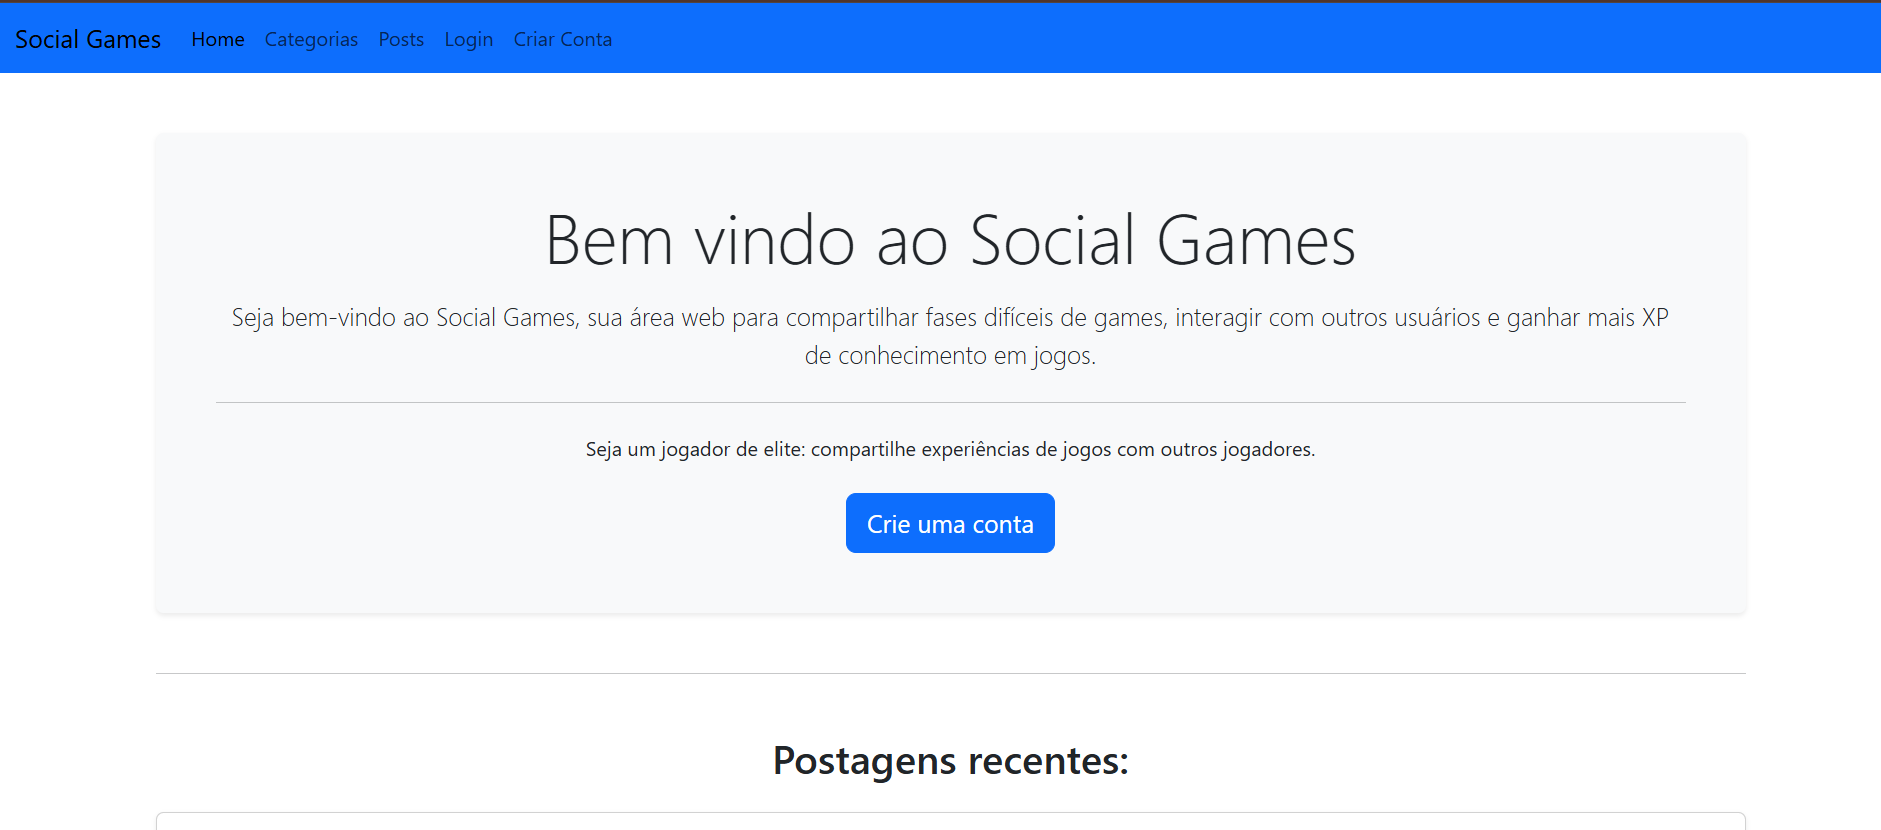 Social Games Home Categorias Posts Login Criar Conta
Bem vindo ao Social Games
Seja bem-vindo ao Social Games, sua área web para compartilhar fases difíceis de games, interagir com outros usuários e ganhar mais XP
de conhecimento em jogos.
Seja um jogador de elite: compartilhe experiências de jogos com outros jogadores.
Crie uma conta
Postagens recentes: